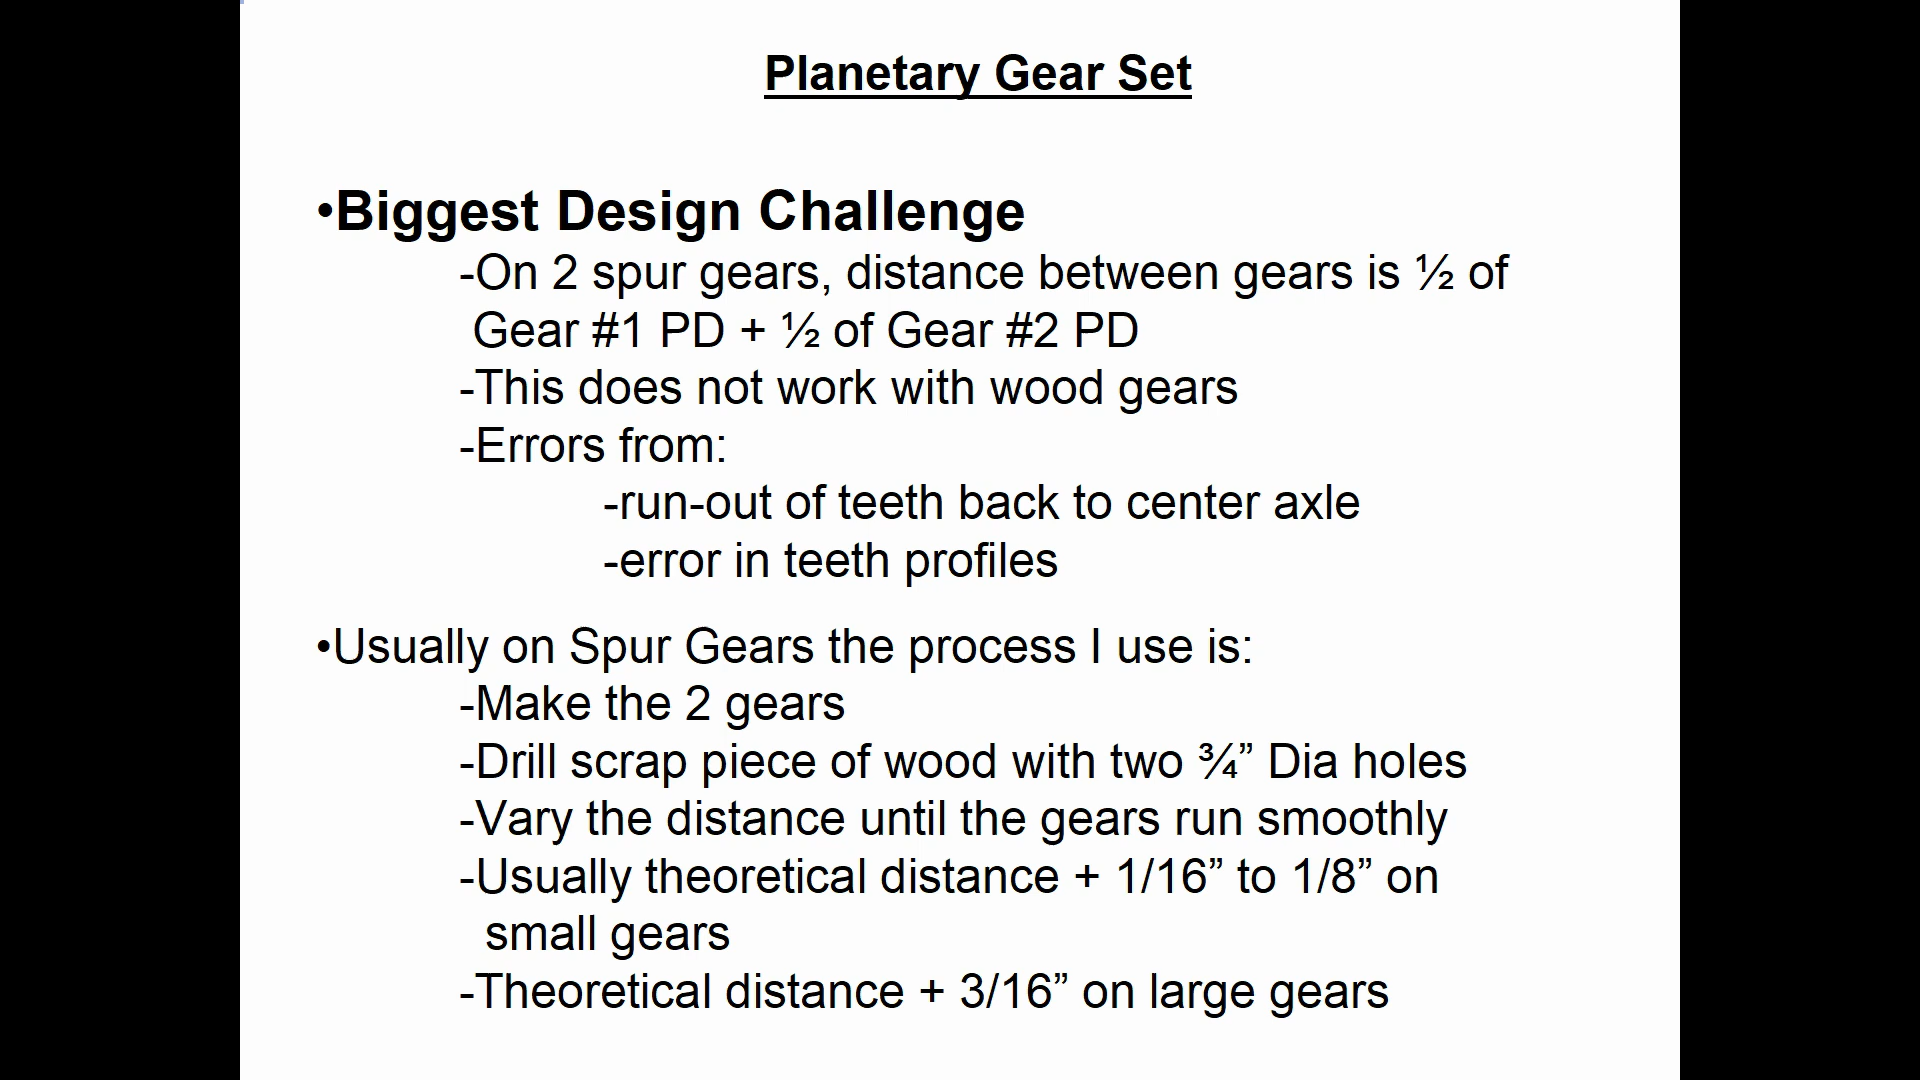 Planetary Gear Set
•Biggest Design Challenge
-On 2 spur gears, distance between gears is ½ of
Gear #1 PD + ½ of Gear #2 PD
-This does not work with wood gears
-Errors from:
-run-out of teeth back to center axle
-error in teeth profiles
•Usually on Spur Gears the process I use is:
-Make the 2 gears
-Drill scrap piece of wood with two ¾” Dia holes
-Vary the distance until the gears run smoothly
-Usually theoretical distance + 1/16” to 1/8” on
small gears
-Theoretical distance + 3/16” on large gears